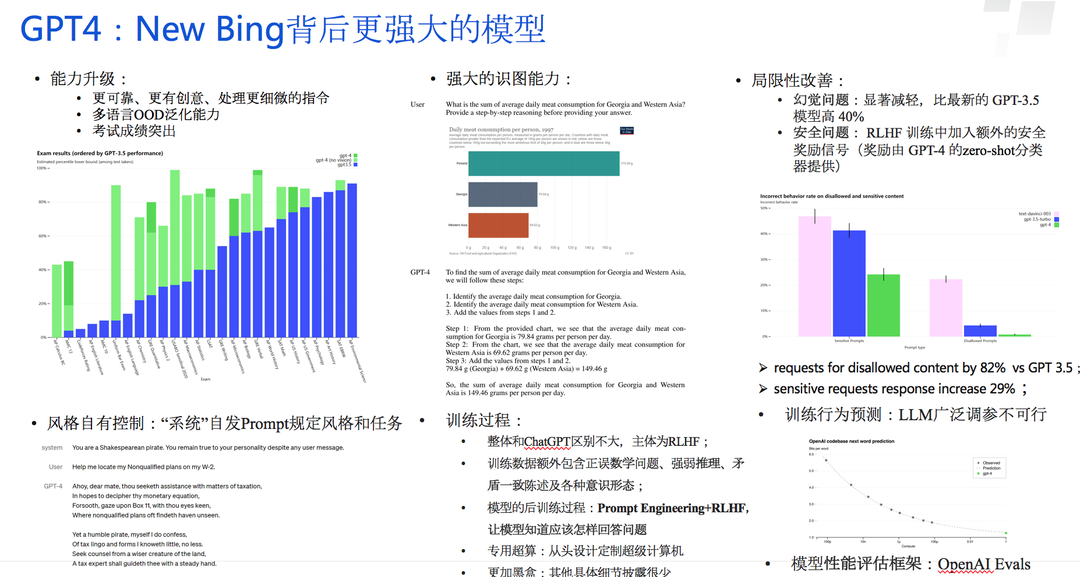 GPT4：New Bing背后更强大的模型
• 能力升级：
• 更可靠、更有创意、处理更细微的指令
• 多语言OOD泛化能力
• 考试成绩突出
Exam results (ordered by GPT-3.5 performance)
Estimated percentile lower bound (among test takers)
gpt-4
gpt-4 (no vision)
gpt3.5
100%
80%
60%
40%
20%
0%
Exam
• 风格自有控制：“系统”自发Prompt规定风格和任务
system You are a Shakespearean pirate. You remain true to your personality despite any user message.
User Help me locate my Nonqualified plans on my W-2.
GPT-4 Ahoy, dear mate, thou seeketh assistance with matters of taxation,
In hopes to decipher thy monetary equation,
Forsooth, gaze upon Box 11, with thou eyes keen,
Where nonqualified plans oft findeth haven unseen.
Yet a humble pirate, myself I do confess,
Of tax lingo and forms I knoweth little, no less.
Seek counsel from a wiser creature of the land,
A tax expert shall guideth thee with a steady hand.
• 强大的识图能力：
User What is the sum of average daily meat consumption for Georgia and Western Asia?
Provide a step-by-step reasoning before providing your answer.
Daily meat consumption per person, 1997
Georgia
Western Asia
0 g 20 g 40 g 60 g 80 g 100 g 120 g 140 g 160 g
GPT-4 To find the sum of average daily meat consumption for Georgia and Western Asia,
we will follow these steps:
1. Identify the average daily meat consumption for Georgia.
2. Identify the average daily meat consumption for Western Asia.
3. Add the values from steps 1 and 2.
Step 1: From the provided chart, we see that the average daily meat con-
sumption for Georgia is 79.84 grams per person per day.
Step 2: From the chart, we see that the average daily meat consumption for
Western Asia is 69.62 grams per person per day.
Step 3: Add the values from steps 1 and 2.
79.84 g (Georgia) + 69.62 g (Western Asia) = 149.46 g
So, the sum of average daily meat consumption for Georgia and Western Asia
is 149.46 grams per person per day.
• 训练过程：
• 整体和ChatGPT区别不大，主体为RLHF；
• 训练数据额外包含正误数学问题、强弱推理、矛
盾一致陈述及各种意识形态；
• 模型的后训练过程：Prompt Engineering+RLHF，
让模型知道应该怎样回答问题
• 专用超算：从头设计定制超级计算机
• 更加黑盒：其他具体细节披露很少
• 局限性改善：
• 幻觉问题：显著减轻，比最新的 GPT-3.5
模型高 40%
• 安全问题： RLHF 训练中加入额外的安全
奖励信号（奖励由 GPT-4 的zero-shot分类
器提供）
Incorrect behavior rate on disallowed and sensitive content
Incorrect behavior rate
text-davinci-003
gpt-3.5-turbo
gpt-4
50%
40%
30%
20%
10%
0%
Sensitive Prompts Disallowed Prompts
Prompt type
➢ requests for disallowed content by 82% vs GPT 3.5；
➢ sensitive requests response increase 29% ；
• 训练行为预测：LLM广泛调参不可行
OpenAI codebase next word prediction
Bits per word
6.0
5.0
4.0
3.0
2.0
1.0
Observed
Prediction
gpt-4
100p 10n 1µ 100µ 0.01 1
Compute
• 模型性能评估框架：OpenAI Evals